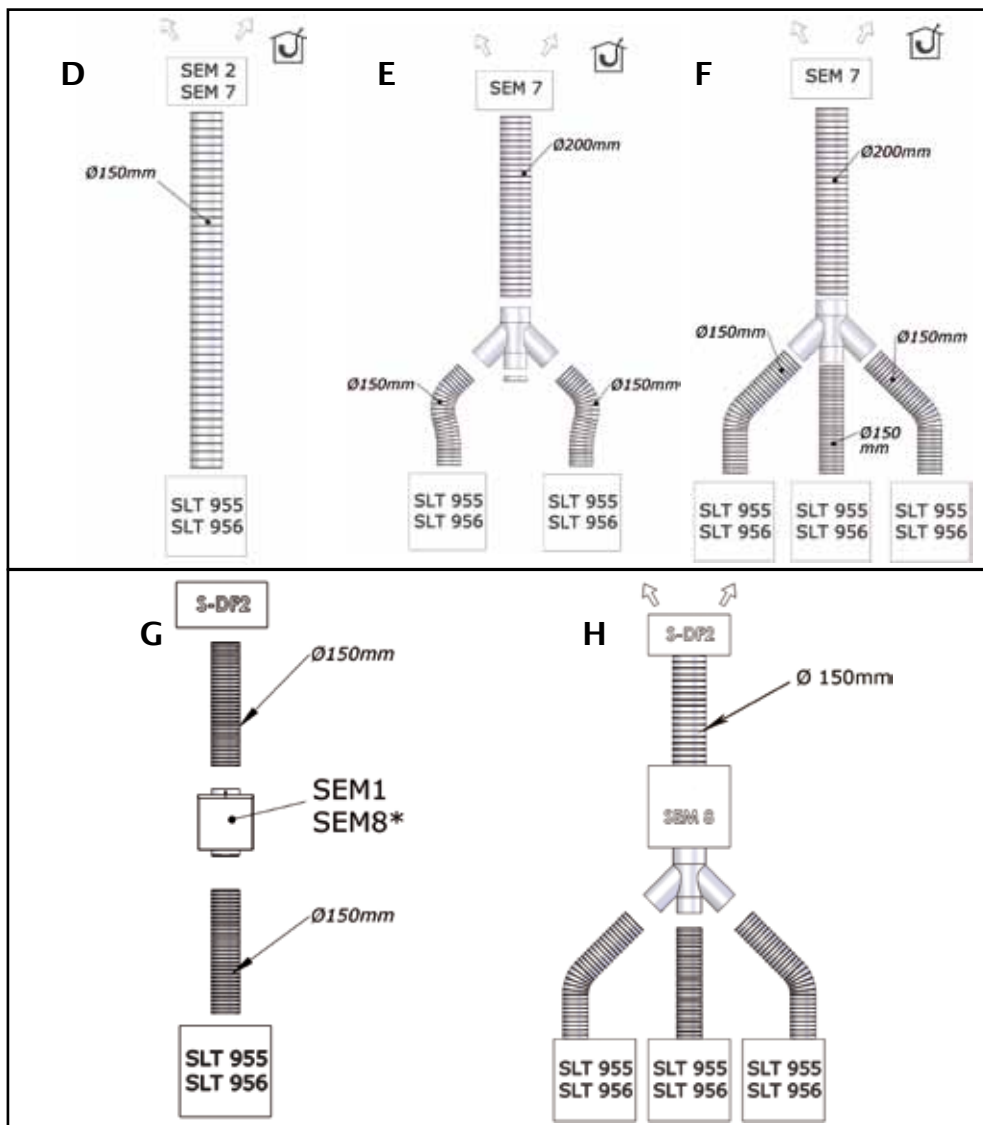 D
SEM 2
SEM 7
Ø150mm
SLT 955
SLT 956
E
SEM 7
Ø200mm
Ø150mm
Ø150mm
SLT 955
SLT 956
SLT 955
SLT 956
F
SEM 7
Ø200mm
Ø150mm
Ø150mm
Ø150
mm
SLT 955
SLT 956
SLT 955
SLT 956
SLT 955
SLT 956
G
S-DF2
Ø150mm
SEM1
SEM8*
Ø150mm
SLT 955
SLT 956
H
S-DF2
Ø 150mm
SEM 8
SLT 955
SLT 956
SLT 955
SLT 956
SLT 955
SLT 956